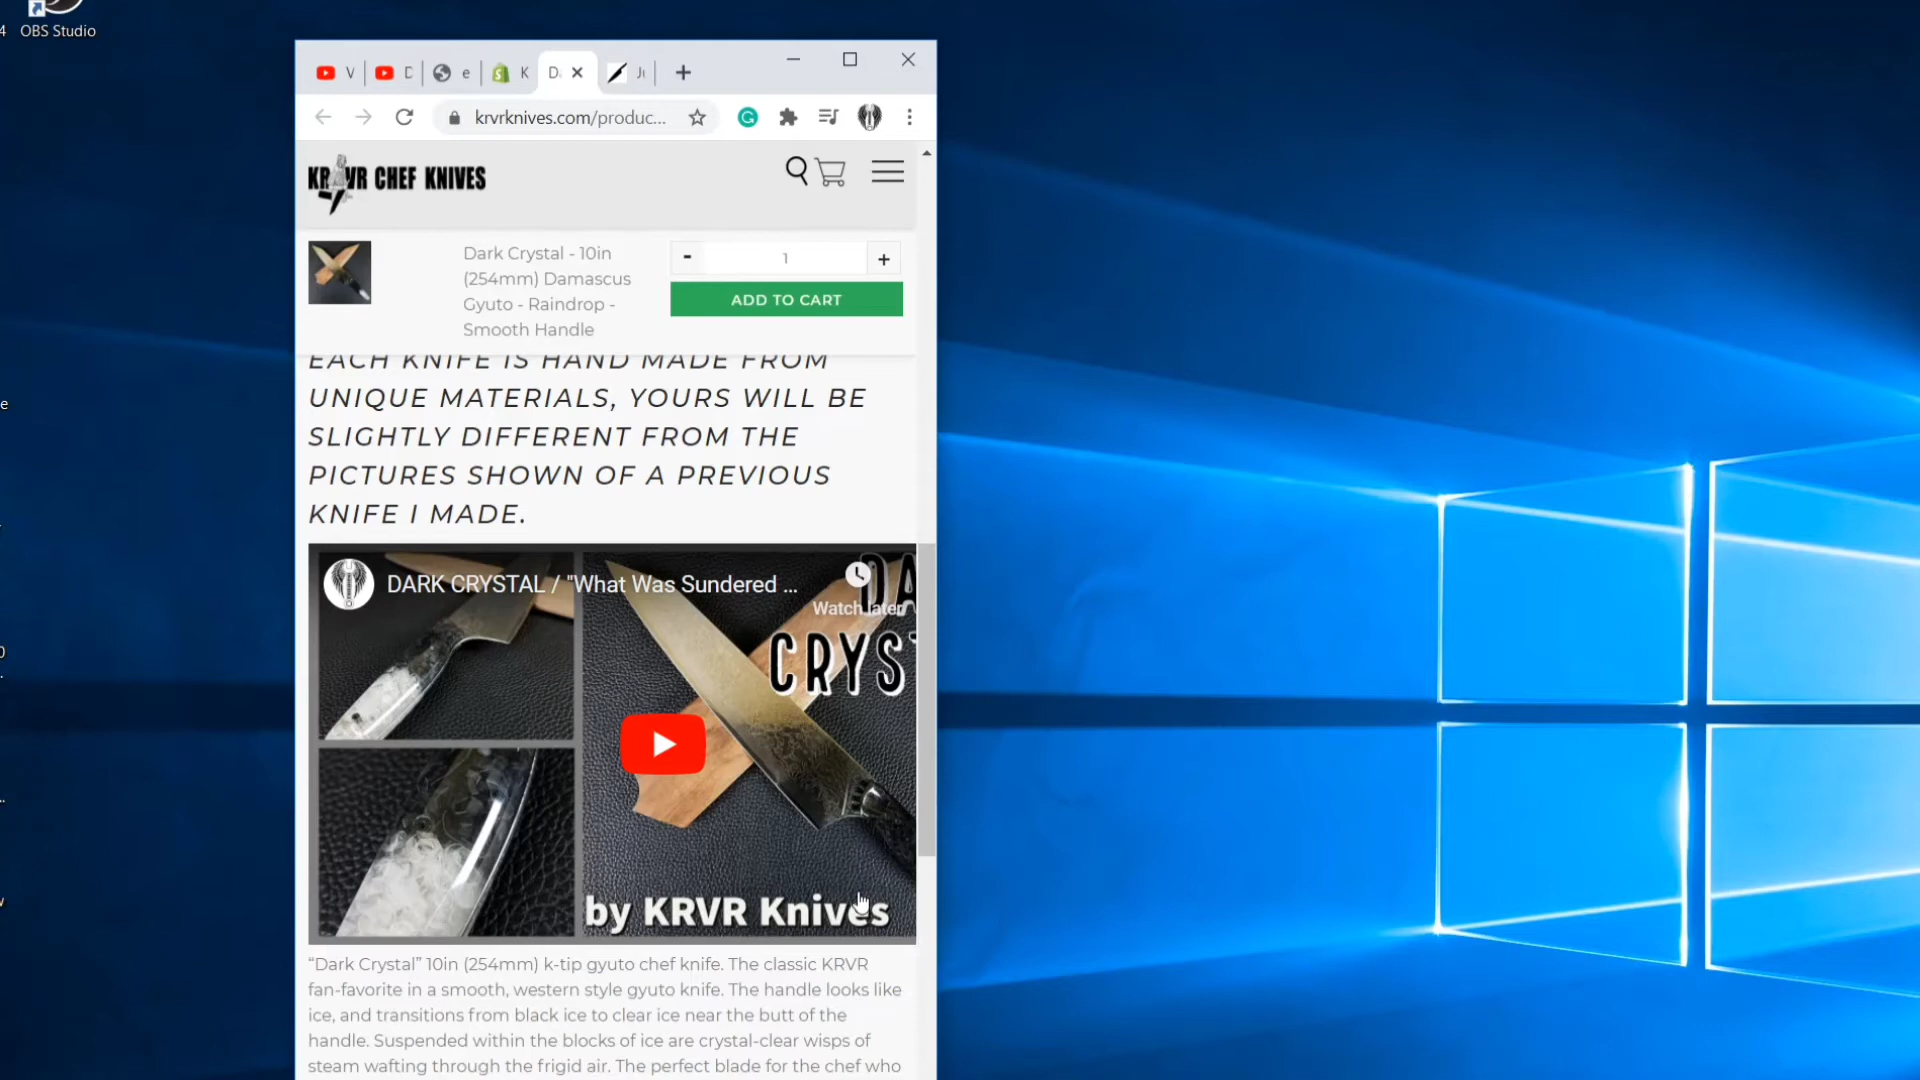 4
OBS Studio
V
D
e
K
D
krvrknives.com/produc...
KRVR CHEF KNIVES
Dark Crystal - 10in
(254mm) Damascus
Gyuto - Raindrop -
Smooth Handle
- 1 +
ADD TO CART
EACH KNIFE IS HAND MADE FROM
UNIQUE MATERIALS, YOURS WILL BE
SLIGHTLY DIFFERENT FROM THE
PICTURES SHOWN OF A PREVIOUS
KNIFE I MADE.
DARK CRYSTAL / "What Was Sundered ...
Watch later
DA
CRYS
by KRVR Knives
“Dark Crystal” 10in (254mm) k-tip gyuto chef knife. The classic KRVR
fan-favorite in a smooth, western style gyuto knife. The handle looks like
ice, and transitions from black ice to clear ice near the butt of the
handle. Suspended within the blocks of ice are crystal-clear wisps of
steam wafting through the frigid air. The perfect blade for the chef who